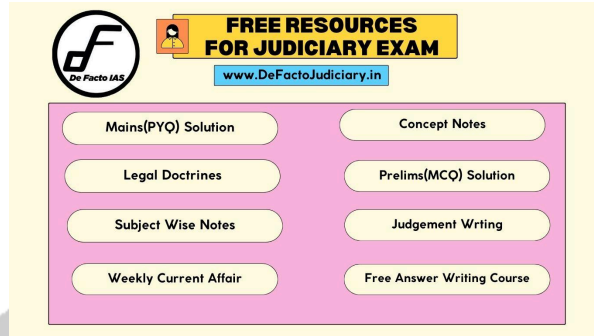 De Facto IAS
FREE RESOURCES
FOR JUDICIARY EXAM
www.DeFactoJudiciary.in
Mains(PYQ) Solution
Concept Notes
Legal Doctrines
Prelims(MCQ) Solution
Subject Wise Notes
Judgement Wrting
Weekly Current Affair
Free Answer Writing Course